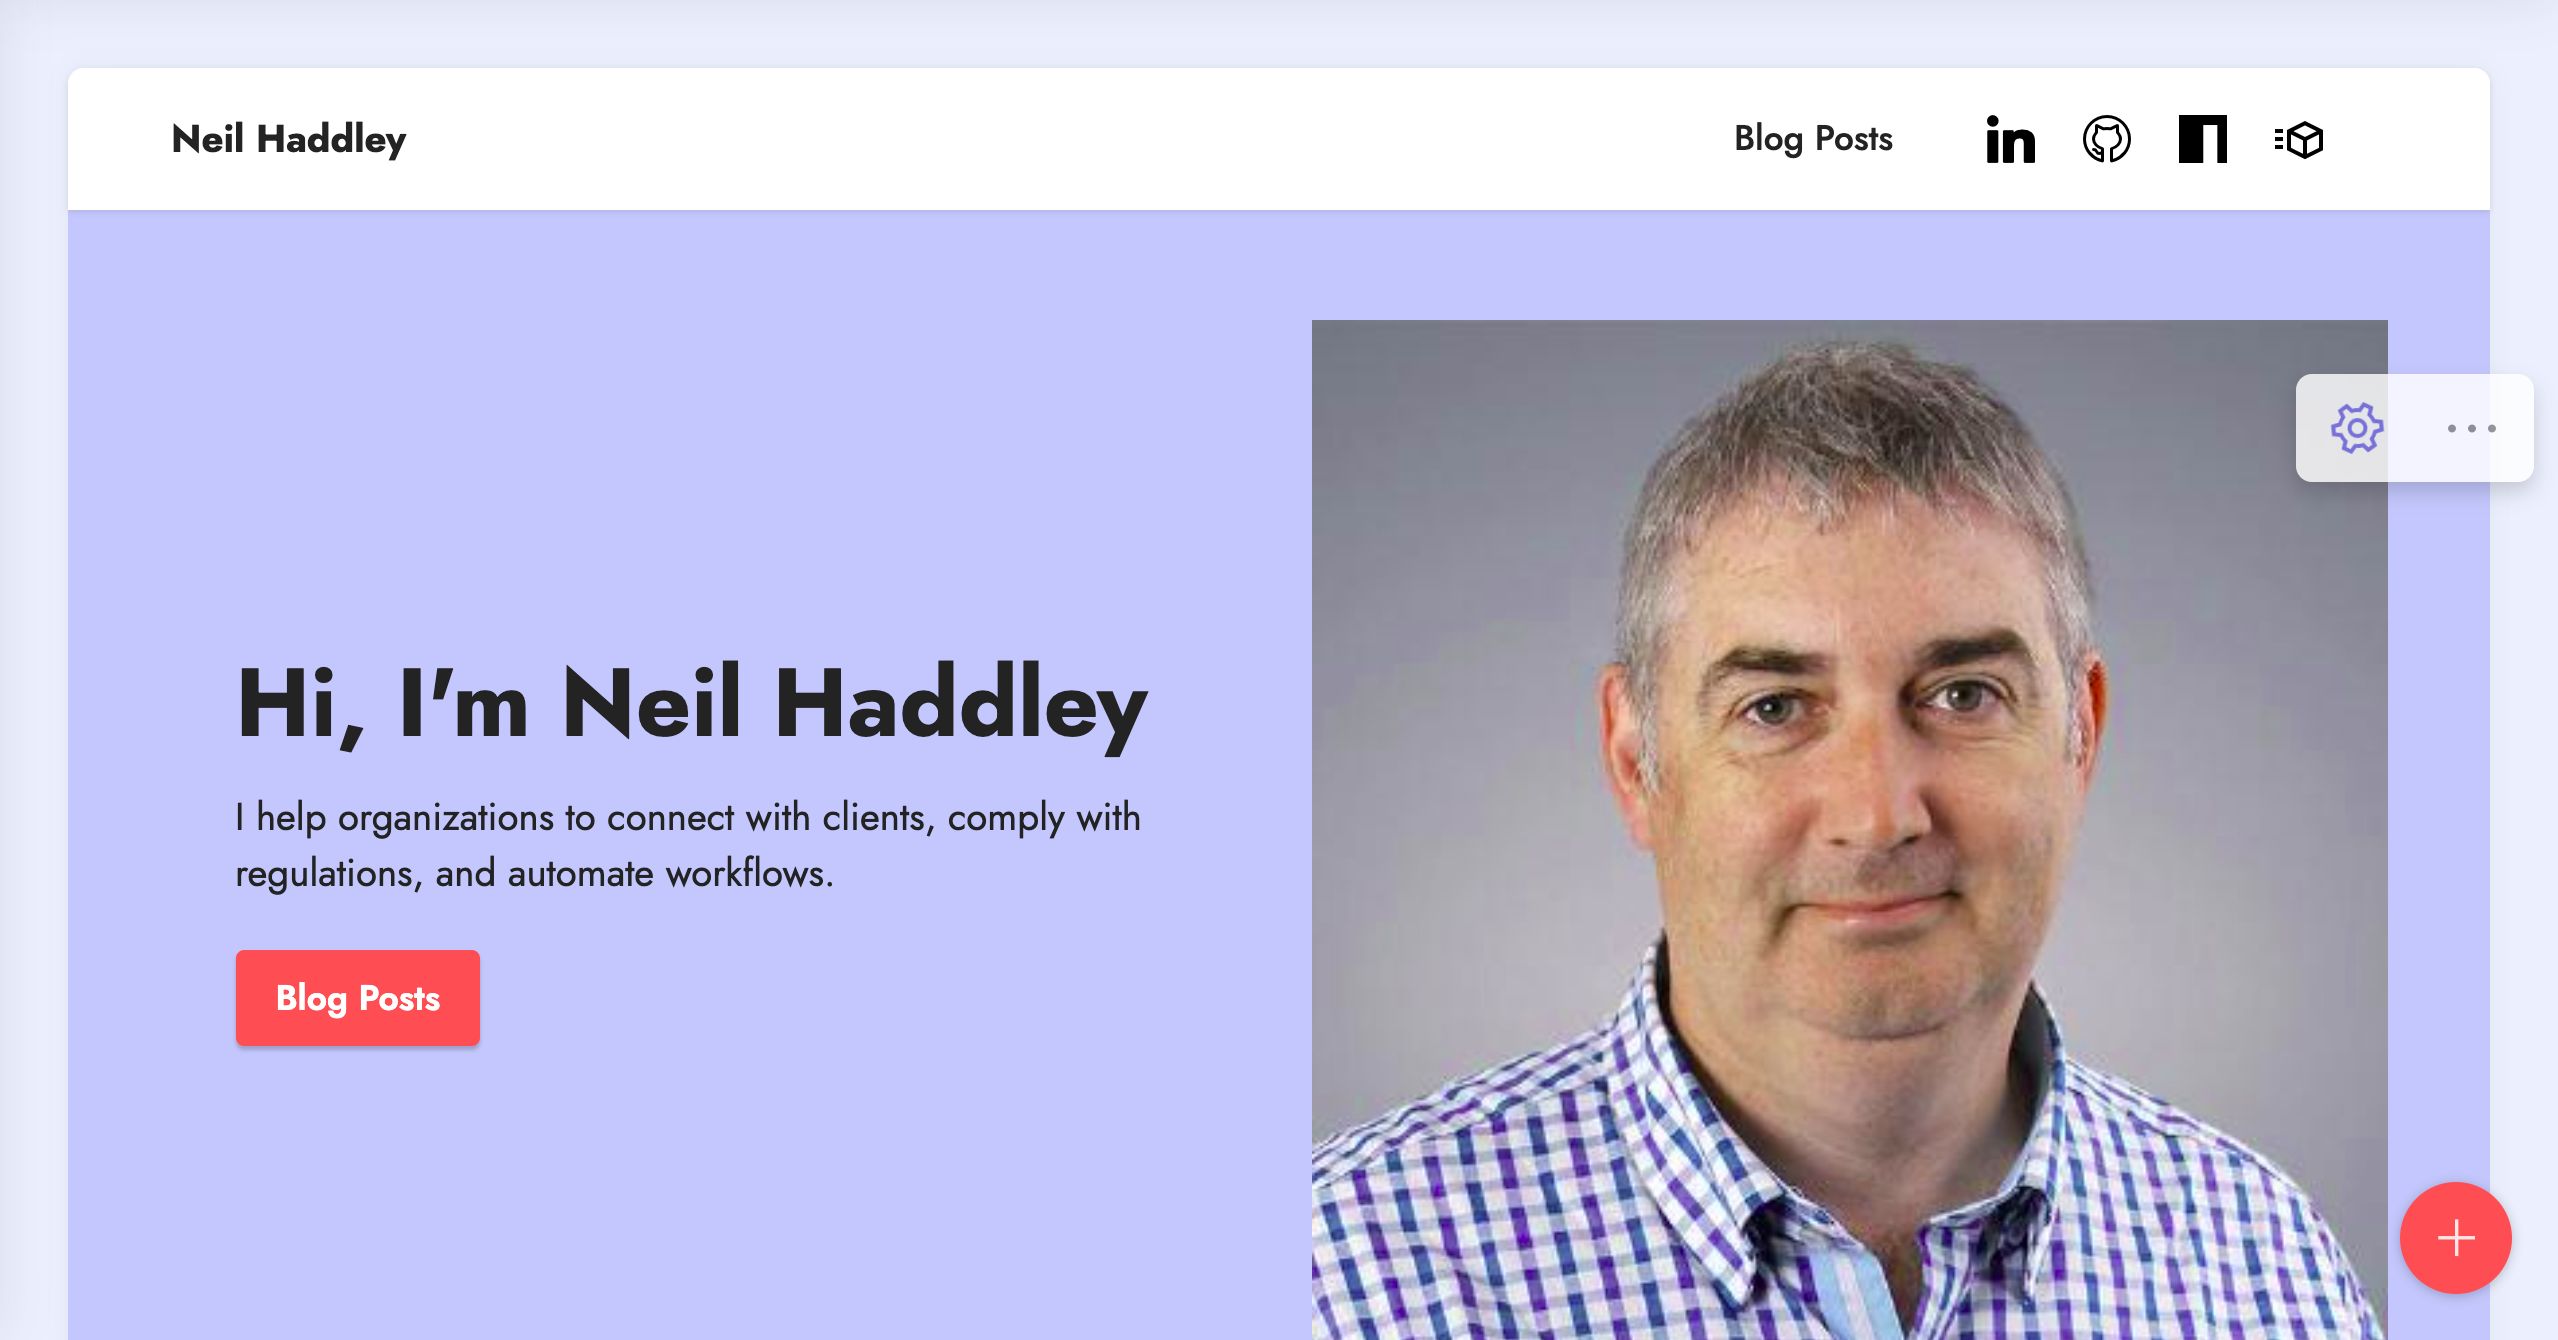 Neil Haddley
Blog Posts
Hi, I'm Neil Haddley
I help organizations to connect with clients, comply with
regulations, and automate workflows.
Blog Posts